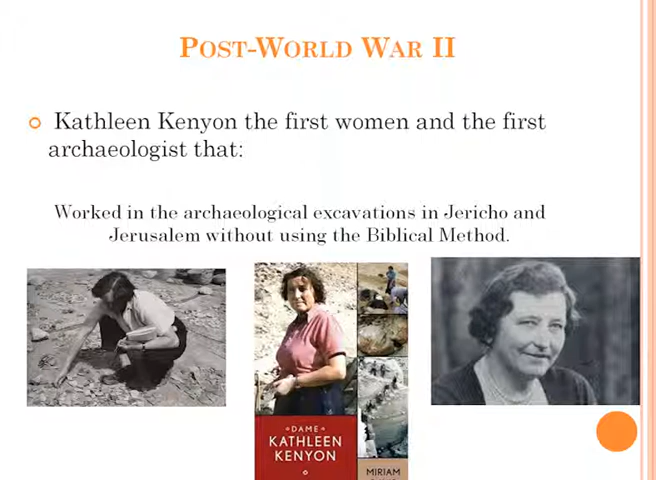 POST-WORLD WAR II
Kathleen Kenyon the first women and the first
archaeologist that:
Worked in the archaeological excavations in Jericho and
Jerusalem without using the Biblical Method.
DAME
KATHLEEN
KENYON
MIRIAM